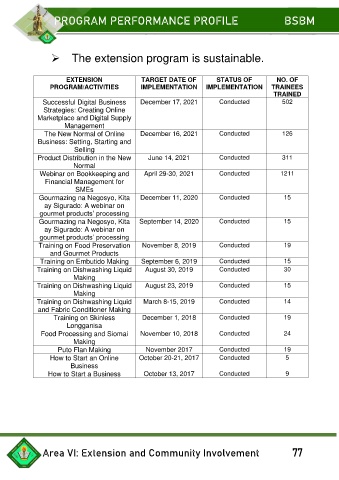 PROGRAM PERFORMANCE PROFILE BSBM
➢ The extension program is sustainable.
EXTENSION PROGRAM/ACTIVITIES TARGET DATE OF IMPLEMENTATION STATUS OF IMPLEMENTATION NO. OF TRAINEES TRAINED
Successful Digital Business December 17, 2021 Conducted 502
Strategies: Creating Online
Marketplace and Digital Supply
Management
The New Normal of Online December 16, 2021 Conducted 126
Business: Setting, Starting and
Selling
Product Distribution in the New June 14, 2021 Conducted 311
Normal
Webinar on Bookkeeping and April 29-30, 2021 Conducted 1211
Financial Management for
SMEs
Gourmazing na Negosyo, Kita December 11, 2020 Conducted 15
ay Sigurado: A webinar on
gourmet products' processing
Gourmazing na Negosyo, Kita September 14, 2020 Conducted 15
ay Sigurado: A webinar on
gourmet products' processing
Training on Food Preservation November 8, 2019 Conducted 19
and Gourmet Products
Training on Embutido Making September 6, 2019 Conducted 15
Training on Dishwashing Liquid August 30, 2019 Conducted 30
Making
Training on Dishwashing Liquid August 23, 2019 Conducted 15
Making
Training on Dishwashing Liquid March 8-15, 2019 Conducted 14
and Fabric Conditioner Making
Training on Skinless December 1, 2018 Conducted 19
Longganisa
Food Processing and Siomai November 10, 2018 Conducted 24
Making
Puto Flan Making November 2017 Conducted 19
How to Start an Online October 20-21, 2017 Conducted 5
Business
How to Start a Business October 13, 2017 Conducted 9
Area VI: Extension and Community Involvement 77